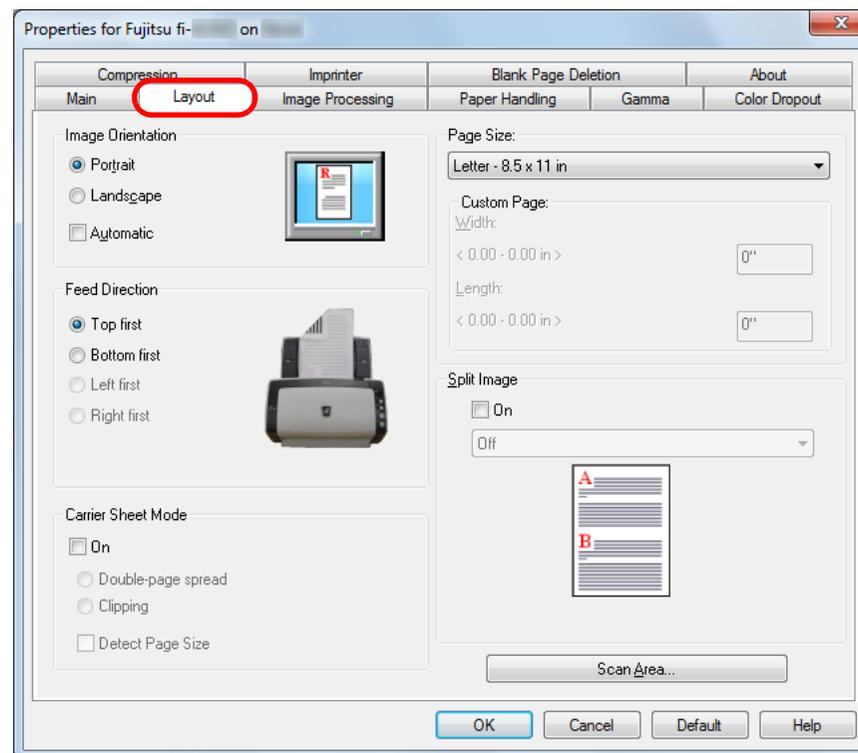 Properties for Fujitsu fi- on
Compression Imprinter Blank Page Deletion About
Main Layout Image Processing Paper Handling Gamma Color Dropout
Image Orientation
Portrait
Landscape
Automatic
R
Feed Direction
Top first
Bottom first
Left first
Right first
Carrier Sheet Mode
On
Double-page spread
Clipping
Detect Page Size
Page Size:
Letter - 8.5 x 11 in
Custom Page:
Width:
< 0.00 - 0.00 in > 0"
Length:
< 0.00 - 0.00 in > 0"
Split Image
On
Off
A
B
Scan Area...
OK Cancel Default Help